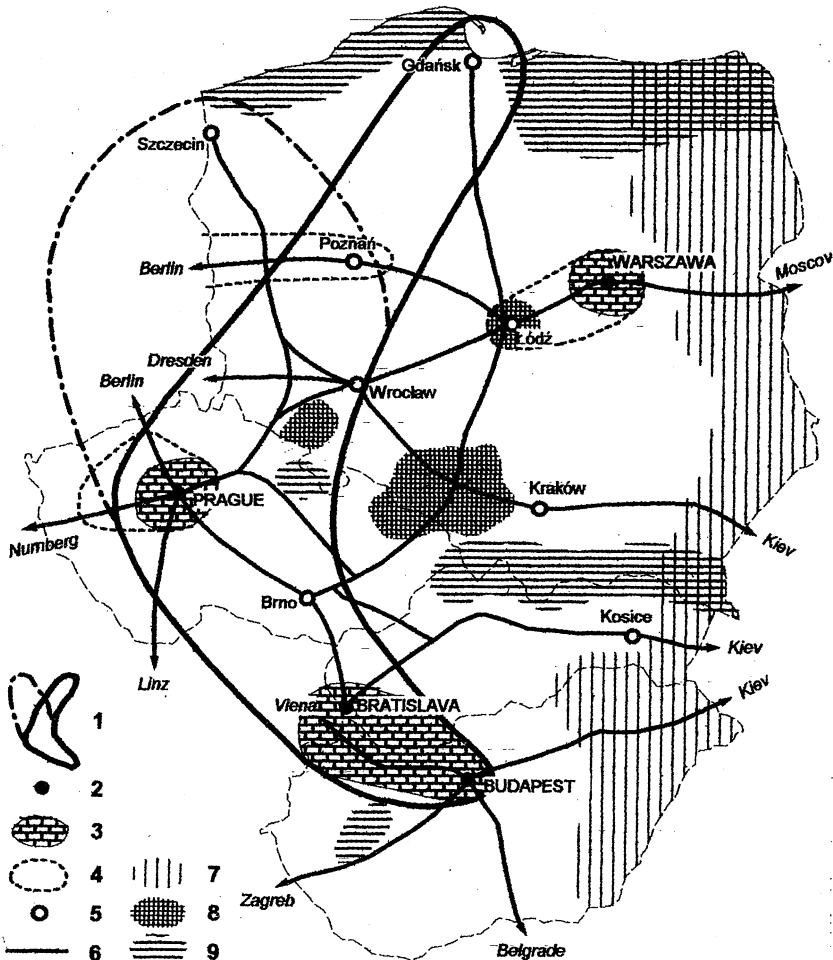 Gdańsk
Szczecin
Poznań
Berlin
WARSZAWA
Moscov
Łódź
Dresden
Berlin
Wrocław
PRAGUE
Kraków
Numberg
Kiev
Brno
Kosice
Kiev
Linz
Kiev
Viena
BRATISLAVA
BUDAPEST
Zagreb
Belgrade
1
2
3
4
7
5
8
6
9